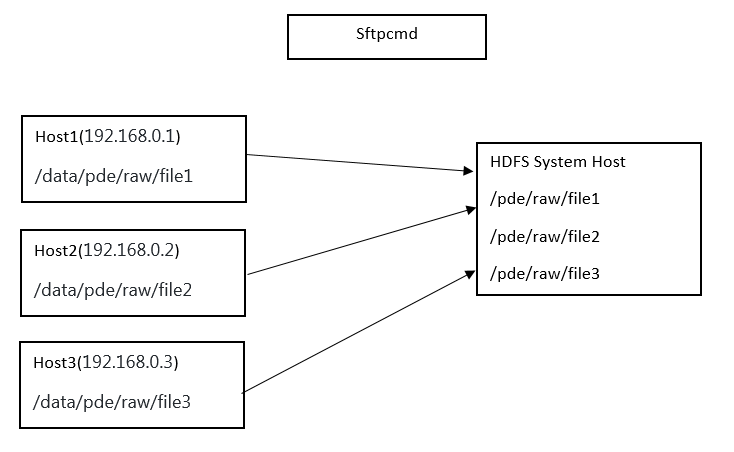 Sftpcmd
Host1(192.168.0.1)
/data/pde/raw/file1
Host2(192.168.0.2)
/data/pde/raw/file2
Host3(192.168.0.3)
/data/pde/raw/file3
HDFS System Host
/pde/raw/file1
/pde/raw/file2
/pde/raw/file3